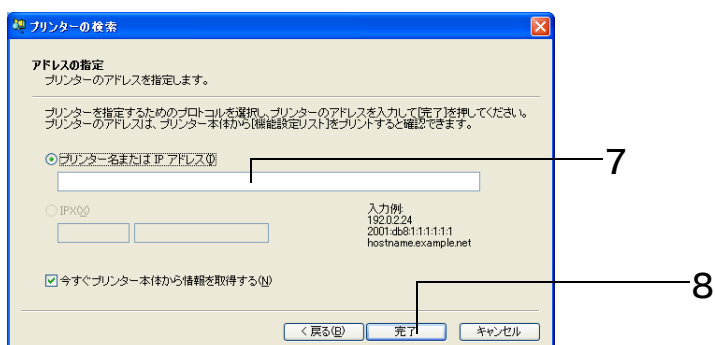 プリンターの検索
アドレスの指定
プリンターのアドレスを指定します。
プリンターを指定するためのプロトコルを選択し、プリンターのアドレスを入力して[完了]を押してください。
プリンターのアドレスは、プリンター本体から[機能設定リスト]をプリントすると確認できます。
プリンター名または IP アドレス(I)
7
IPX(X)
入力例:
192.0.2.24
2001:db8:1:1:1:1:1:1
hostname.example.net
今すぐプリンター本体から情報を取得する(N)
8
< 戻る(B)
完了
キャンセル